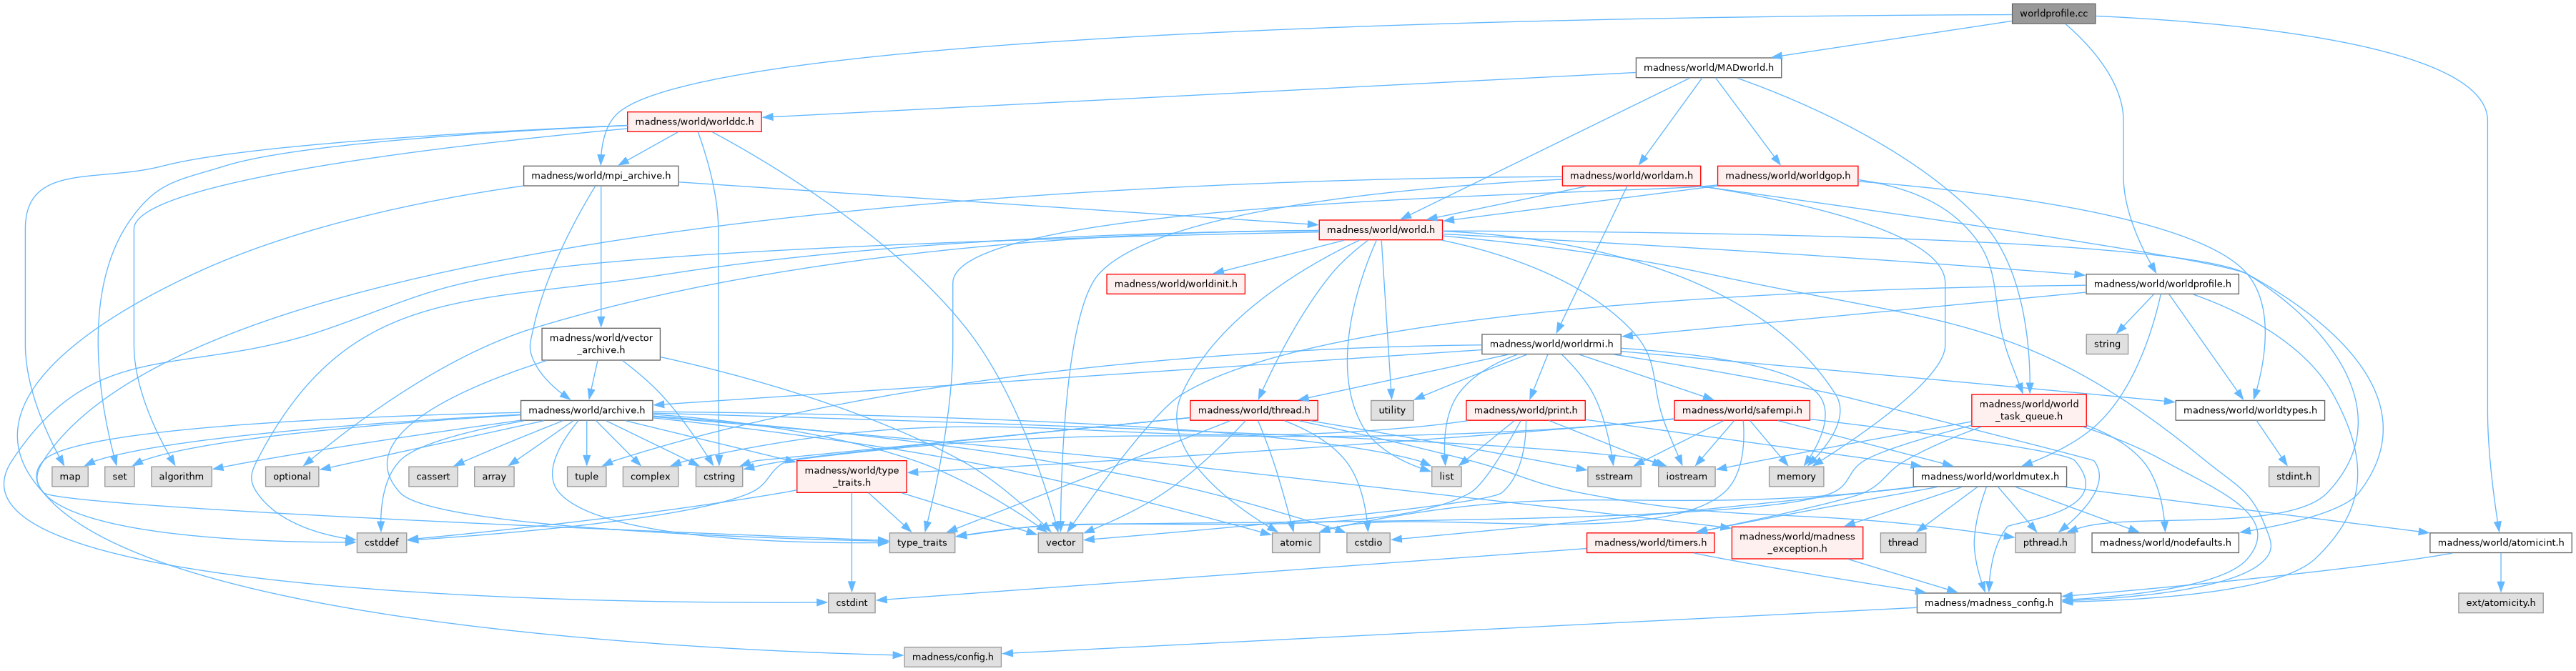 worldprofile.cc
madness/world/MADworld.h
madness/world/worlddc.h
madness/world/mpi_archive.h
madness/world/worldam.h
madness/world/worldgop.h
madness/world/world.h
madness/world/worldinit.h
madness/world/worldprofile.h
madness/world/vector
_archive.h
madness/world/worldrmi.h
string
madness/world/archive.h
madness/world/thread.h
utility
madness/world/print.h
madness/world/safempi.h
madness/world/world
_task_queue.h
madness/world/worldtypes.h
map
set
algorithm
optional
cassert
array
tuple
complex
cstring
madness/world/type
_traits.h
list
sstream
iostream
memory
madness/world/worldmutex.h
stdint.h
cstddef
type_traits
vector
atomic
cstdio
madness/world/timers.h
madness/world/madness
_exception.h
thread
pthread.h
madness/world/nodefaults.h
madness/world/atomicint.h
cstdint
madness/madness_config.h
ext/atomicity.h
madness/config.h